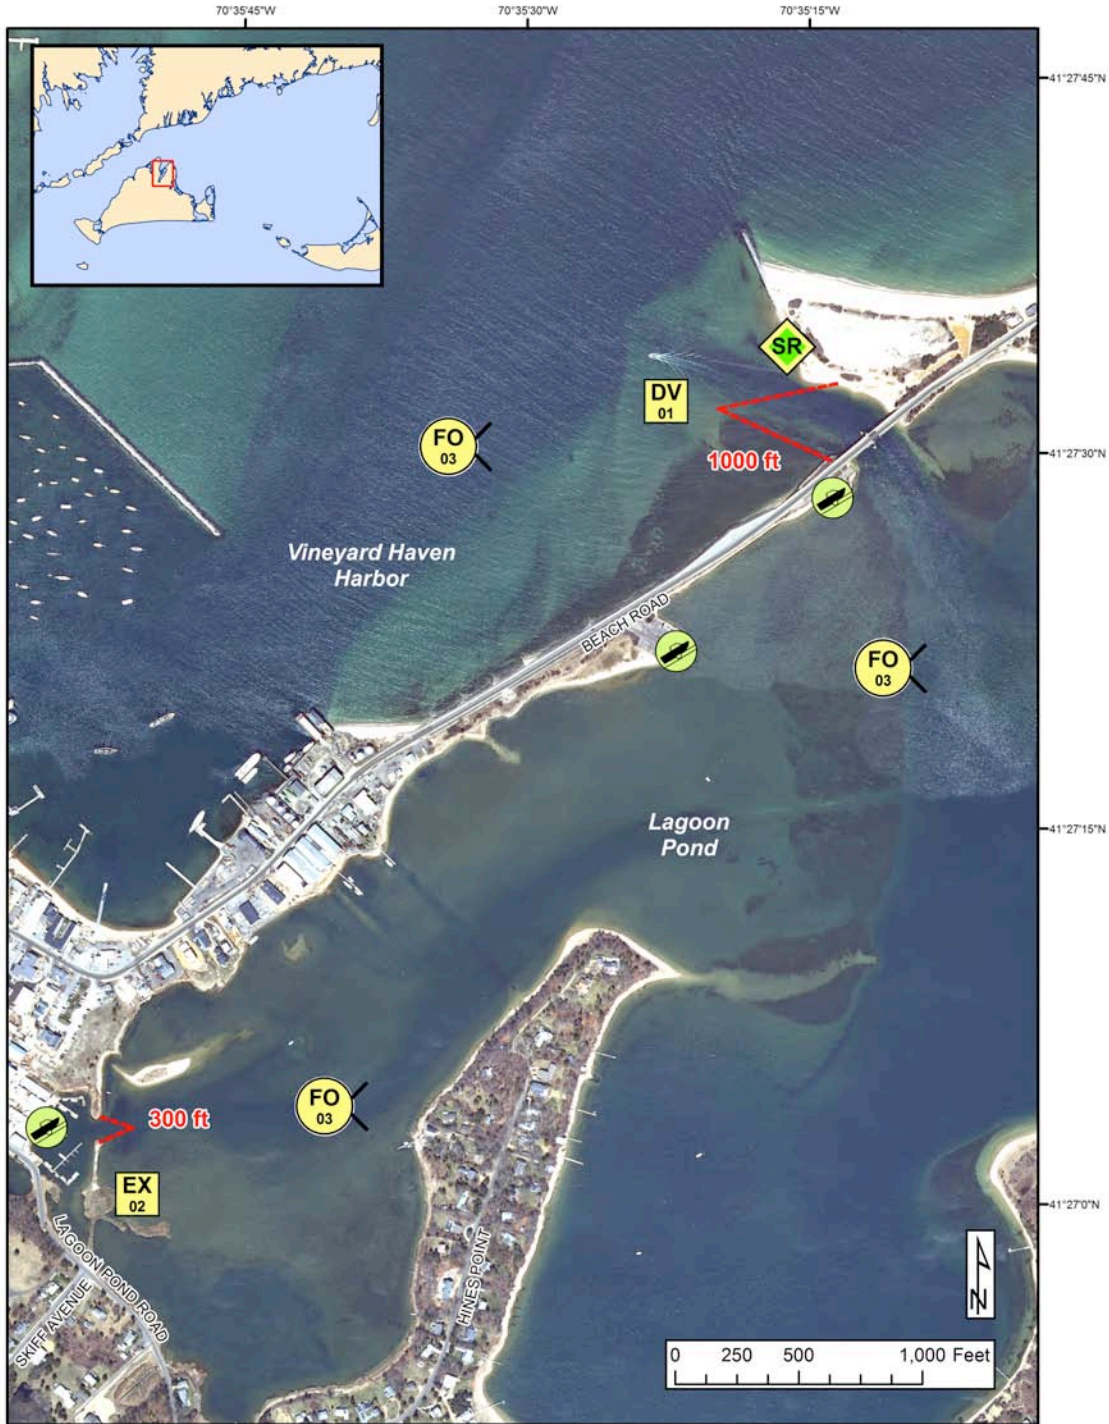 70°35'45"W
70°35'30"W
70°35'15"W
41°27'45"N
SR
DV
01
FO
03
1000 ft
41°27'30"N
Vineyard Haven
Harbor
BEACH ROAD
FO
03
Lagoon
Pond
41°27'15"N
FO
03
300 ft
EX
02
41°27'0"N
LAGOON POND ROAD
SKIFF AVENUE
HINES POINT
N
0 250 500 1,000 Feet